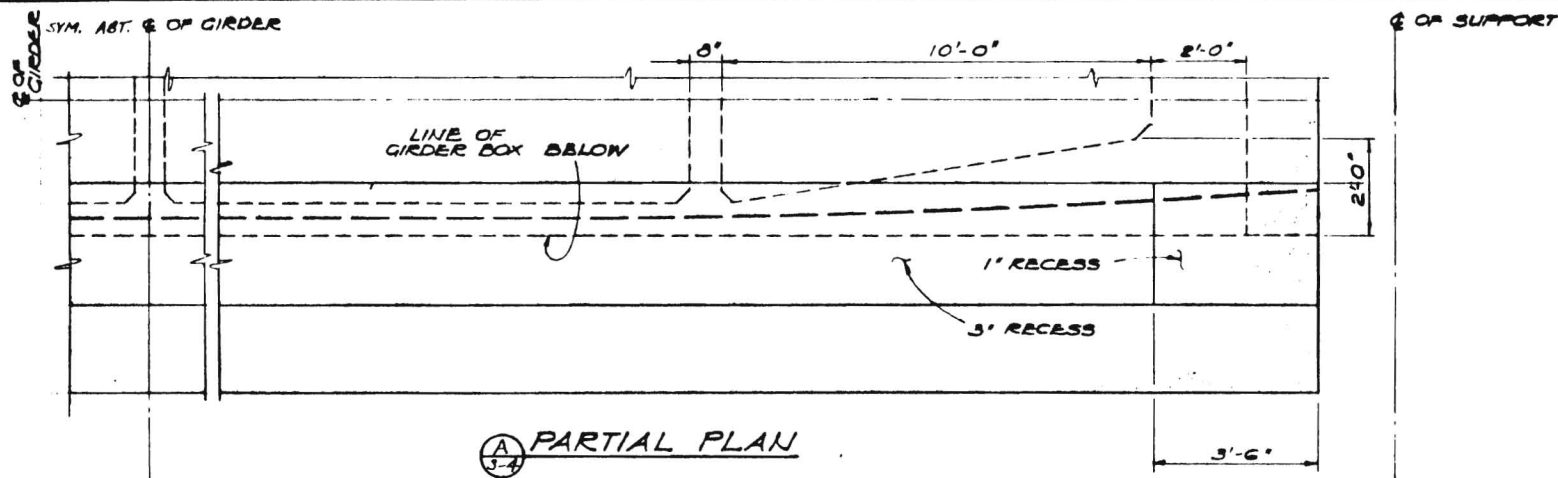 SYM. ABT. ℄ OF GIRDER
℄ OF SUPPORT
℄ OF
GIRDER
8"
10'-0"
2'-0"
LINE OF
GIRDER BOX BELOW
2'-0"
1" RECESS
3" RECESS
A
S-4
PARTIAL PLAN
3'-6"